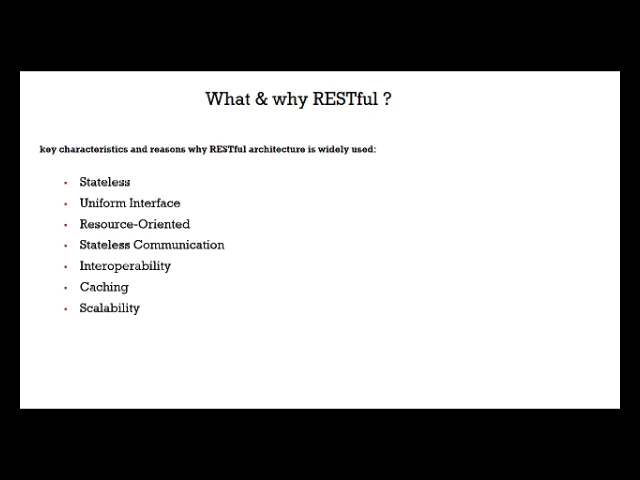 What & why RESTful ?
key characteristics and reasons why RESTful architecture is widely used:
• Stateless
• Uniform Interface
• Resource-Oriented
• Stateless Communication
• Interoperability
• Caching
• Scalability